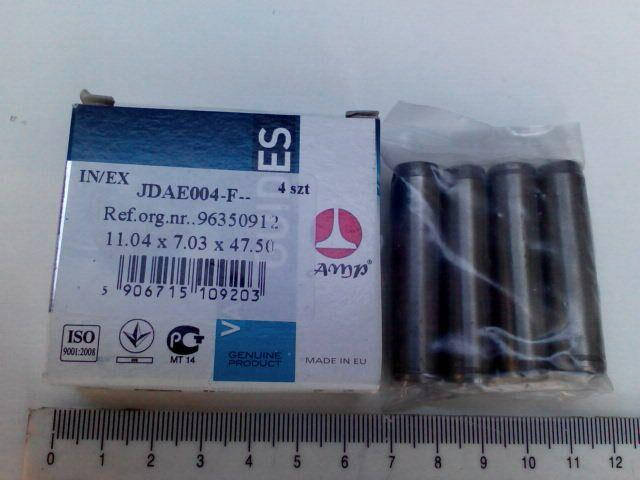 IN/EX
JDAE004-F--
4 szt
Ref.org.nr..96350912
11.04 x 7.03 x 47.50
5 906715 109203
AMP
ISO
9001:2008
MT 14
GENUINE
PRODUCT
MADE IN EU
0 1 2 3 4 5 6 7 8 9 10 11 12